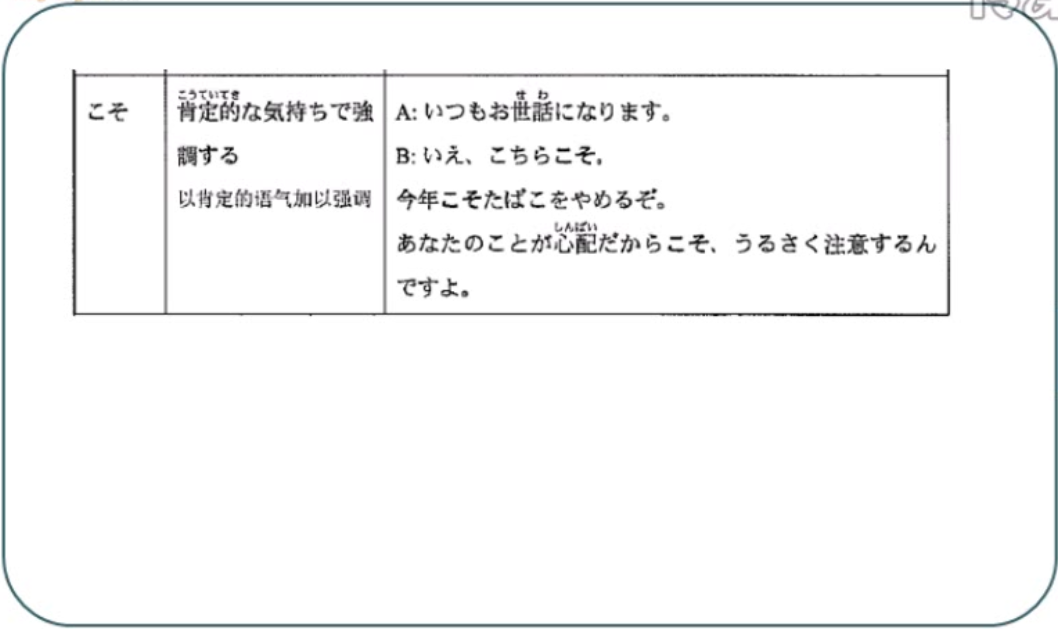 こそ
肯定的な気持ちで強
調する
以肯定的语气加以强调
A: いつもお世話になります。
B: いえ、こちらこそ。
今年こそたばこをやめるぞ。
あなたのことが心配だからこそ、うるさく注意するん
ですよ。
こうていてき
せわ
しんぱい